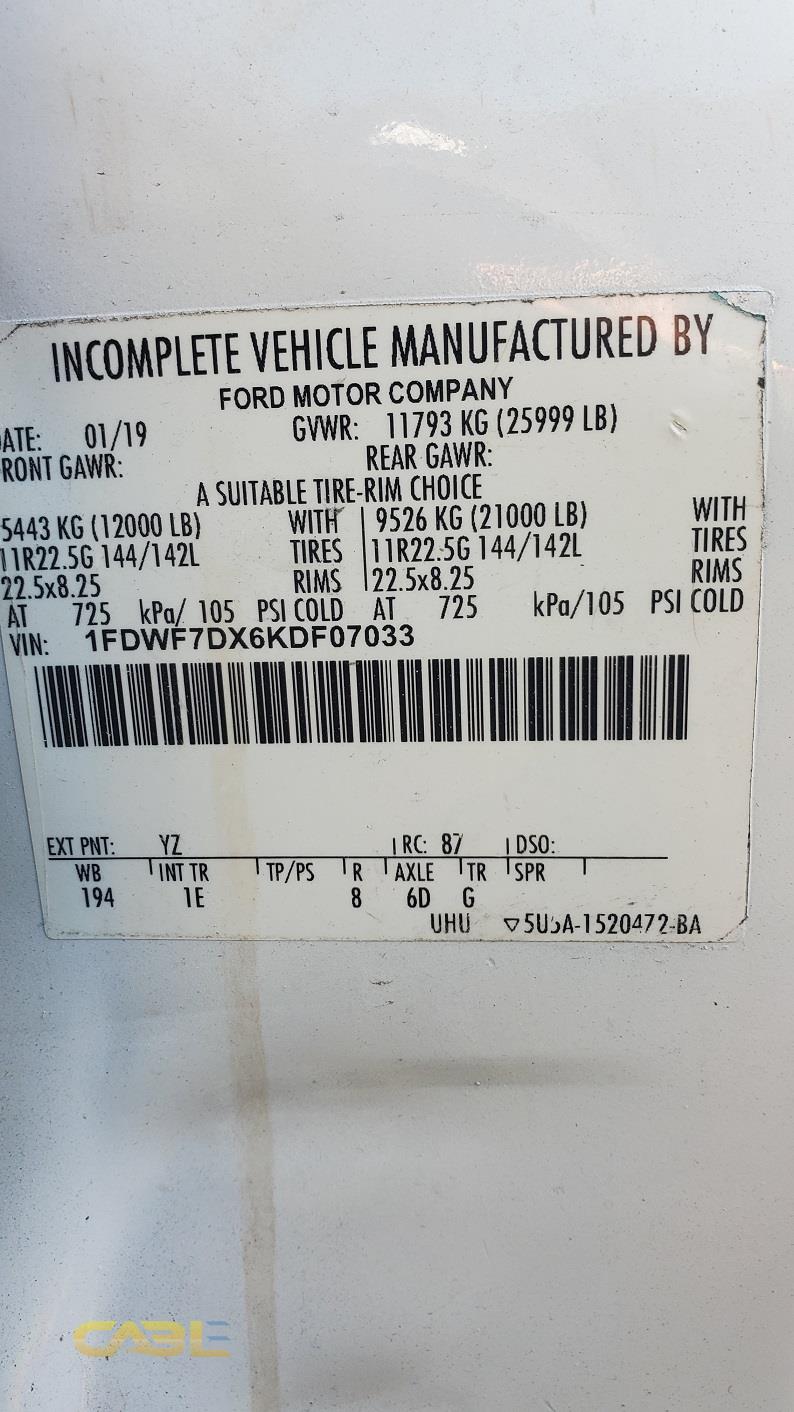 INCOMPLETE VEHICLE MANUFACTURED BY
FORD MOTOR COMPANY
ATE: 01/19 GVWR: 11793 KG (25999 LB)
RONT GAWR: REAR GAWR:
A SUITABLE TIRE-RIM CHOICE
5443 KG (12000 LB) WITH 9526 KG (21000 LB) WITH
11R22.5G 144/142L TIRES 11R22.5G 144/142L TIRES
22.5x8.25 RIMS 22.5x8.25 RIMS
AT 725 kPa/ 105 PSI COLD AT 725 kPa/105 PSI COLD
VIN: 1FDWF7DX6KDF07033
EXT PNT: YZ RC: 87 DSO:
WB INT TR TP/PS R AXLE TR SPR
194 1E 8 6D G
UHU ▽5U5A-1520472-BA
CABLE